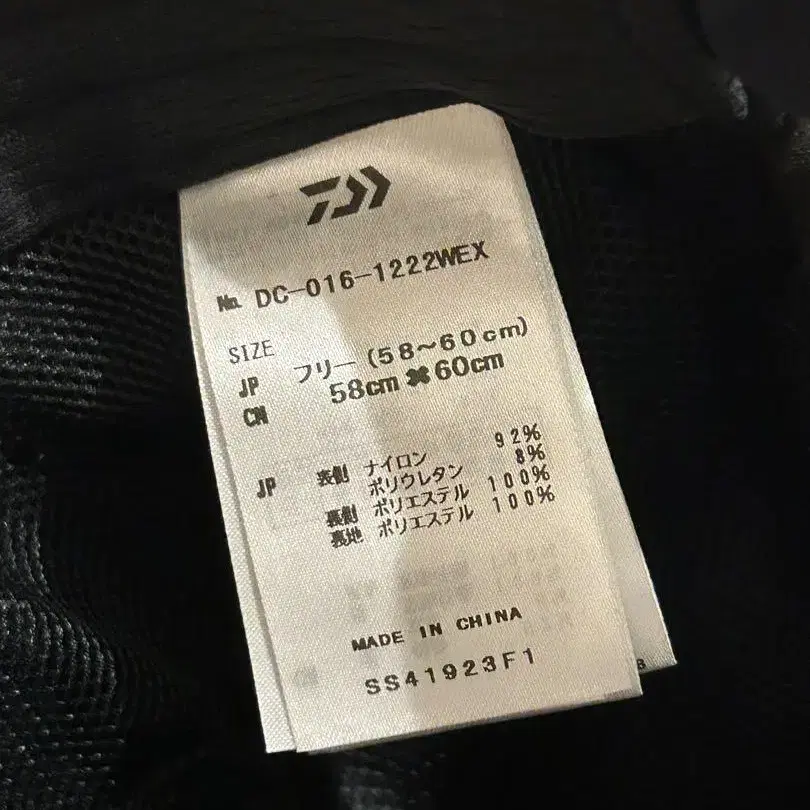 No. DC-016-1222WEX
SIZE
JP フリー(58~60cm)
CN 58cm✖60cm
JP 表側 ナイロン 92%
ポリウレタン 8%
裏側 ポリエステル 100%
裏地 ポリエステル 100%
MADE IN CHINA
SS41923F1